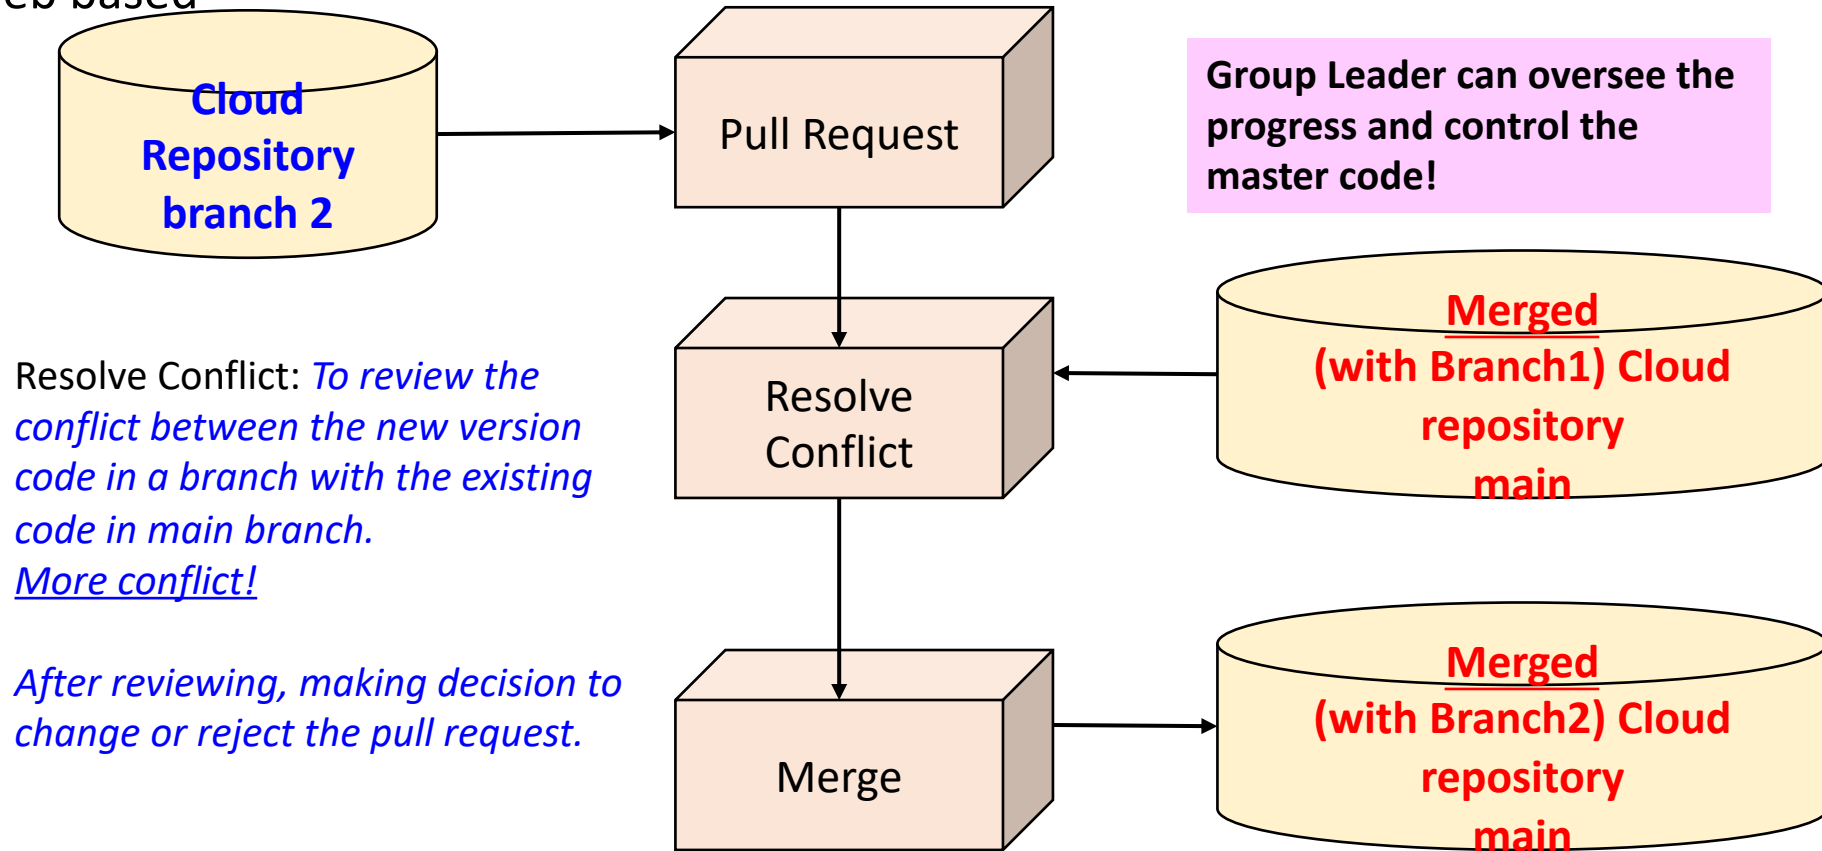 eb based
Cloud
Repository
branch 2
Pull Request
Group Leader can oversee the
progress and control the
master code!
Resolve Conflict: To review the
conflict between the new version
code in a branch with the existing
code in main branch.
More conflict!
After reviewing, making decision to
change or reject the pull request.
Resolve
Conflict
Merged
(with Branch1) Cloud
repository
main
Merge
Merged
(with Branch2) Cloud
repository
main